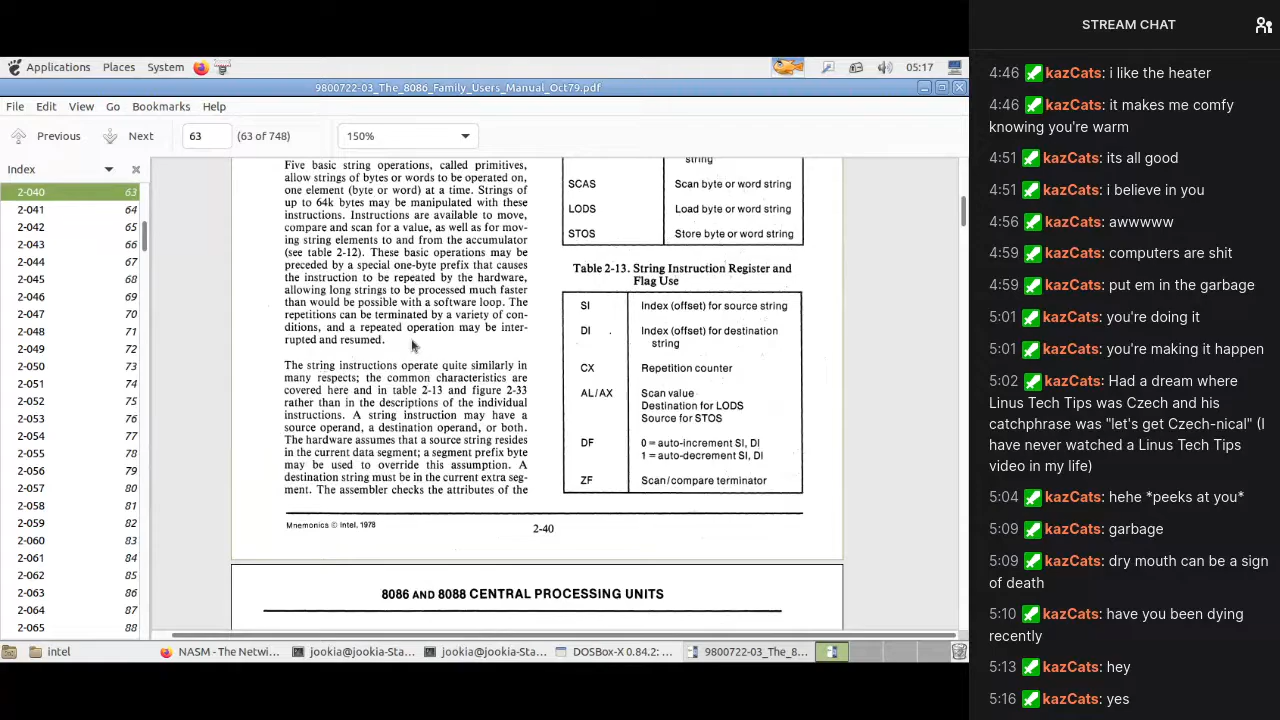 Applications Places System 05:17
9800722-03_The_8086_Family_Users_Manual_Oct79.pdf
File Edit View Go Bookmarks Help
Previous Next 63 (63 of 748) 150%
Index
2-040 63
2-041 64
2-042 65
2-043 66
2-044 67
2-045 68
2-046 69
2-047 70
2-048 71
2-049 72
2-050 73
2-051 74
2-052 75
2-053 76
2-054 77
2-055 78
2-056 79
2-057 80
2-058 81
2-059 82
2-060 83
2-061 84
2-062 85
2-063 86
2-064 87
2-065 88
Five basic string operations, called primitives,
allow strings of bytes or words to be operated on,
one element (byte or word) at a time. Strings of
up to 64k bytes may be manipulated with these
instructions. Instructions are available to move,
compare and scan for a value, as well as for mov-
ing string elements to and from the accumulator
(see table 2-12). These basic operations may be
preceded by a special one-byte prefix that causes
the instruction to be repeated by the hardware,
allowing long strings to be processed much faster
than would be possible with a software loop. The
repetitions can be terminated by a variety of con-
ditions, and a repeated operation may be inter-
rupted and resumed.
The string instructions operate quite similarly in
many respects; the common characteristics are
covered here and in table 2-13 and figure 2-33
rather than in the descriptions of the individual
instructions. A string instruction may have a
source operand, a destination operand, or both.
The hardware assumes that a source string resides
in the current data segment; a segment prefix byte
may be used to override this assumption. A
destination string must be in the current extra seg-
ment. The assembler checks the attributes of the
string
SCAS Scan byte or word string
LODS Load byte or word string
STOS Store byte or word string
Table 2-13. String Instruction Register and
Flag Use
SI Index (offset) for source string
DI Index (offset) for destination
string
CX Repetition counter
AL/AX Scan value
Destination for LODS
Source for STOS
DF 0 = auto-increment SI, DI
1 = auto-decrement SI, DI
ZF Scan/compare terminator
Mnemonics © Intel, 1978
2-40
8086 AND 8088 CENTRAL PROCESSING UNITS
intel NASM - The Netwi... jookia@jookia-Sta... jookia@jookia-Sta... DOSBox-X 0.84.2: ... 9800722-03_The_8...
STREAM CHAT
4:46 kazCats: i like the heater
4:46 kazCats: it makes me comfy
knowing you're warm
4:51 kazCats: its all good
4:51 kazCats: i believe in you
4:56 kazCats: awwwww
4:59 kazCats: computers are shit
4:59 kazCats: put em in the garbage
5:01 kazCats: you're doing it
5:01 kazCats: you're making it happen
5:02 kazCats: Had a dream where
Linus Tech Tips was Czech and his
catchphrase was "let's get Czech-nical" (I
have never watched a Linus Tech Tips
video in my life)
5:04 kazCats: hehe *peeks at you*
5:09 kazCats: garbage
5:09 kazCats: dry mouth can be a sign
of death
5:10 kazCats: have you been dying
recently
5:13 kazCats: hey
5:16 kazCats: yes